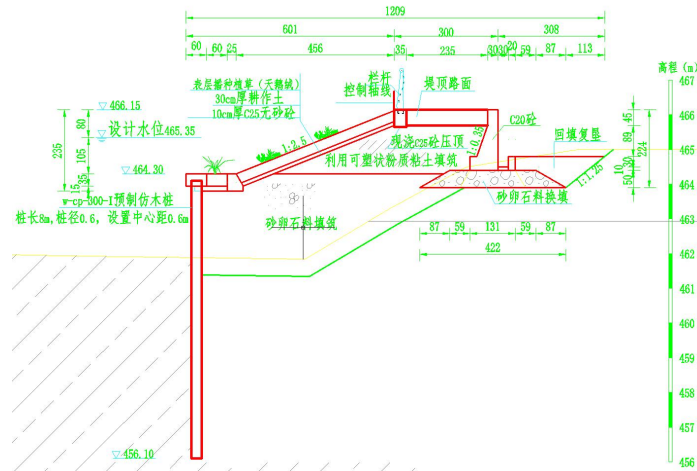 1209
601 300 308
60 60 25 466 35 235 30 30 20 59 87 113
高程（m）
467
466
465
464
463
462
461
460
459
458
457
456
表层播种植草（天鹅绒）
30cm厚耕作土
10cm厚C25无砂砼
栏杆
控制轴线
堤顶路面
C20砼
现浇C25砼压顶
回填复垦
利用可塑状粉质粘土填筑
1:2.5
1:0.35
1:1.25
466.15
设计水位465.35
464.30
235
80
105
35
15
w-cp-300-I预制仿木桩
桩长8m,桩径0.6, 设置中心距0.6m
砂卵石料填筑
砂卵石料换填
46
89
30
10
50
224
87 59 131 59 87
422
456.10